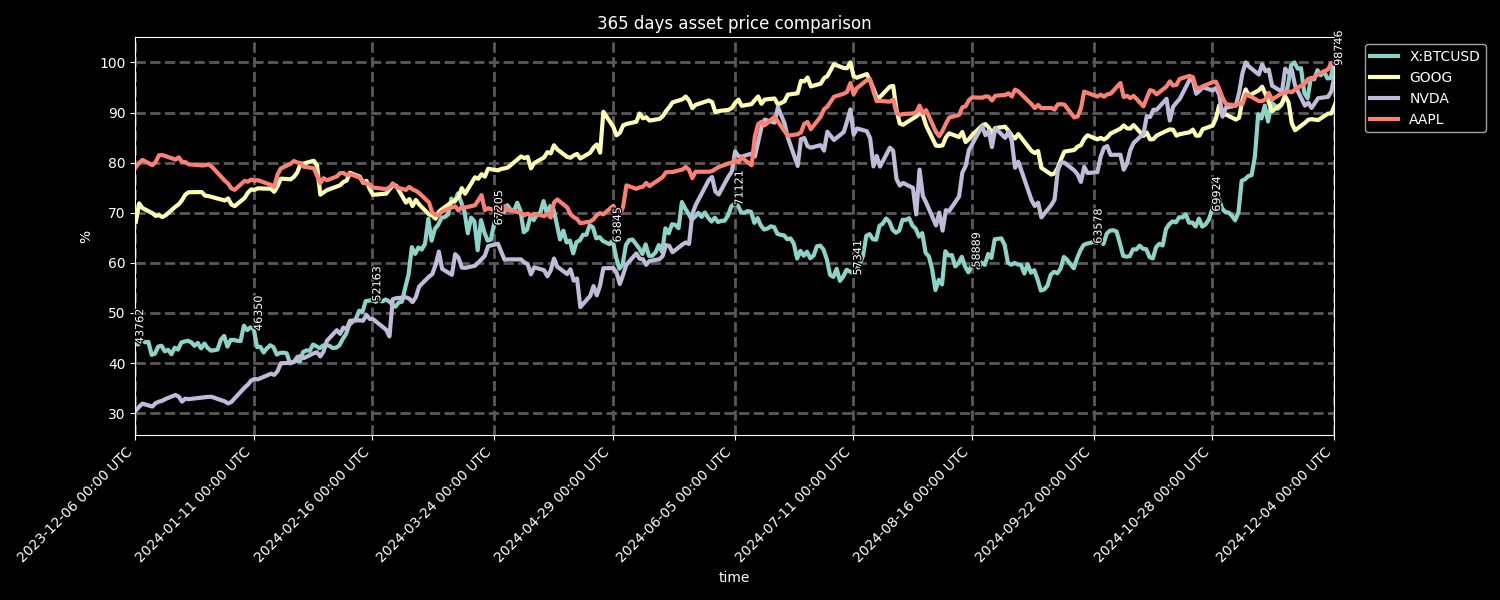 365 days asset price comparison
X:BTCUSD
GOOG
NVDA
AAPL
%
100
90
80
70
60
50
40
30
43762
46350
52163
67205
63845
71121
57341
58889
63578
69924
98746
2023-12-06 00:00 UTC
2024-01-11 00:00 UTC
2024-02-16 00:00 UTC
2024-03-24 00:00 UTC
2024-04-29 00:00 UTC
2024-06-05 00:00 UTC
2024-07-11 00:00 UTC
2024-08-16 00:00 UTC
2024-09-22 00:00 UTC
2024-10-28 00:00 UTC
2024-12-04 00:00 UTC
time